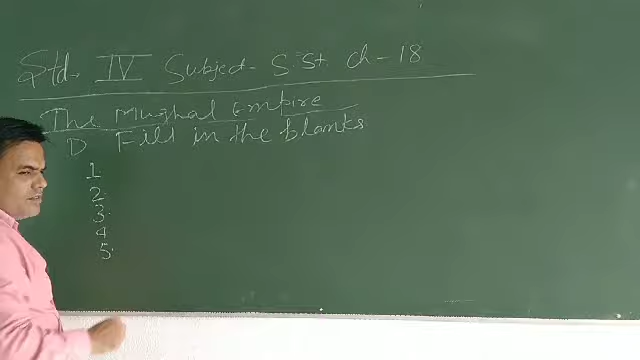 Std. IV Subject- S.St. Ch-18
The Mughal Empire
D Fill in the blanks
1.
2.
3.
4.
5.